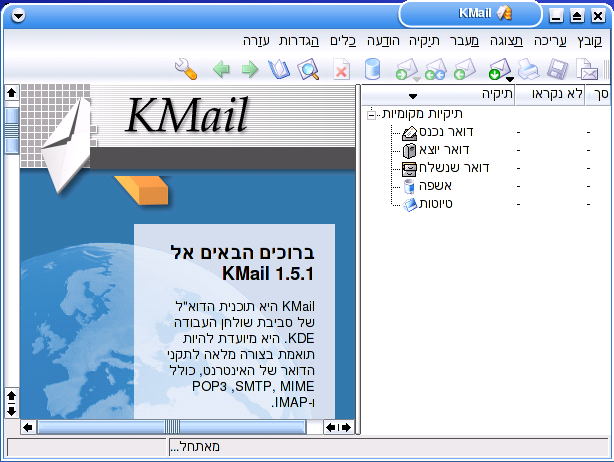 KMail
קובץ עריכה תצוגה מעבר תיקיה הודעה כלים הגדרות עזרה
תיקיה לא נקראו סך
תיקיות מקומיות
דואר נכנס - -
דואר יוצא - -
דואר שנשלח - -
אשפה - -
טיוטות - -
KMail
ברוכים הבאים אל
KMail 1.5.1
KMail היא תוכנית הדוא"ל
של סביבת שולחן העבודה
KDE. היא מיועדת להיות
תואמת בצורה מלאה לתקני
הדואר של האינטרנט, כולל
MIME ,SMTP, POP3
ו-IMAP.
מאתחל...